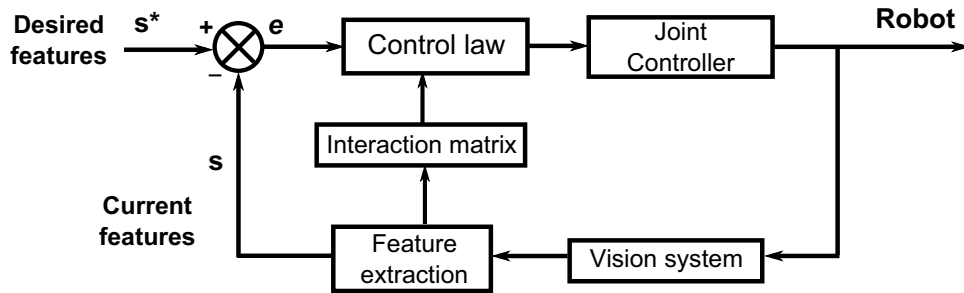 Desired
features
s*
+
−
e
Control law
Joint
Controller
Robot
Interaction matrix
s
Current
features
Feature
extraction
Vision system